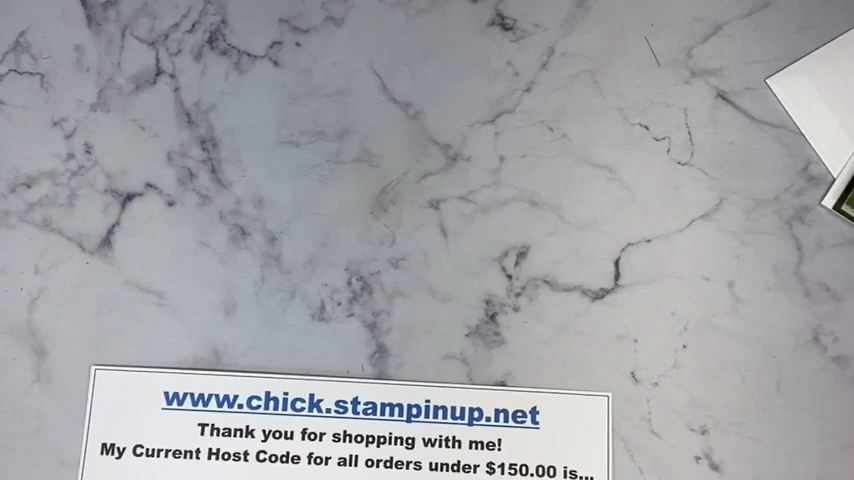 www.chick.stampinup.net
Thank you for shopping with me!
My Current Host Code for all orders under $150.00 is...